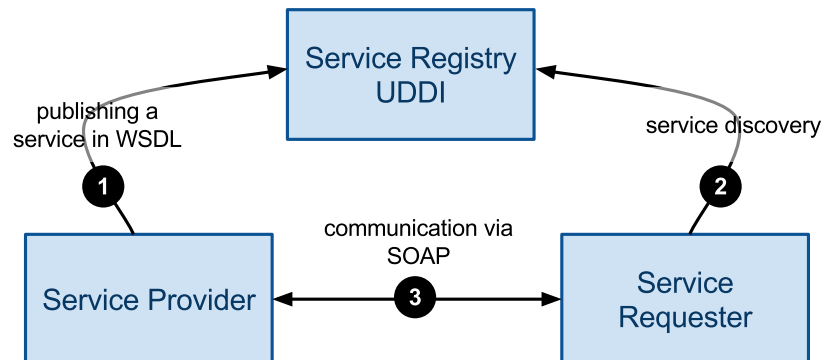 Service Registry
UDDI
publishing a
service in WSDL
service discovery
1
2
communication via
SOAP
3
Service Provider
Service
Requester